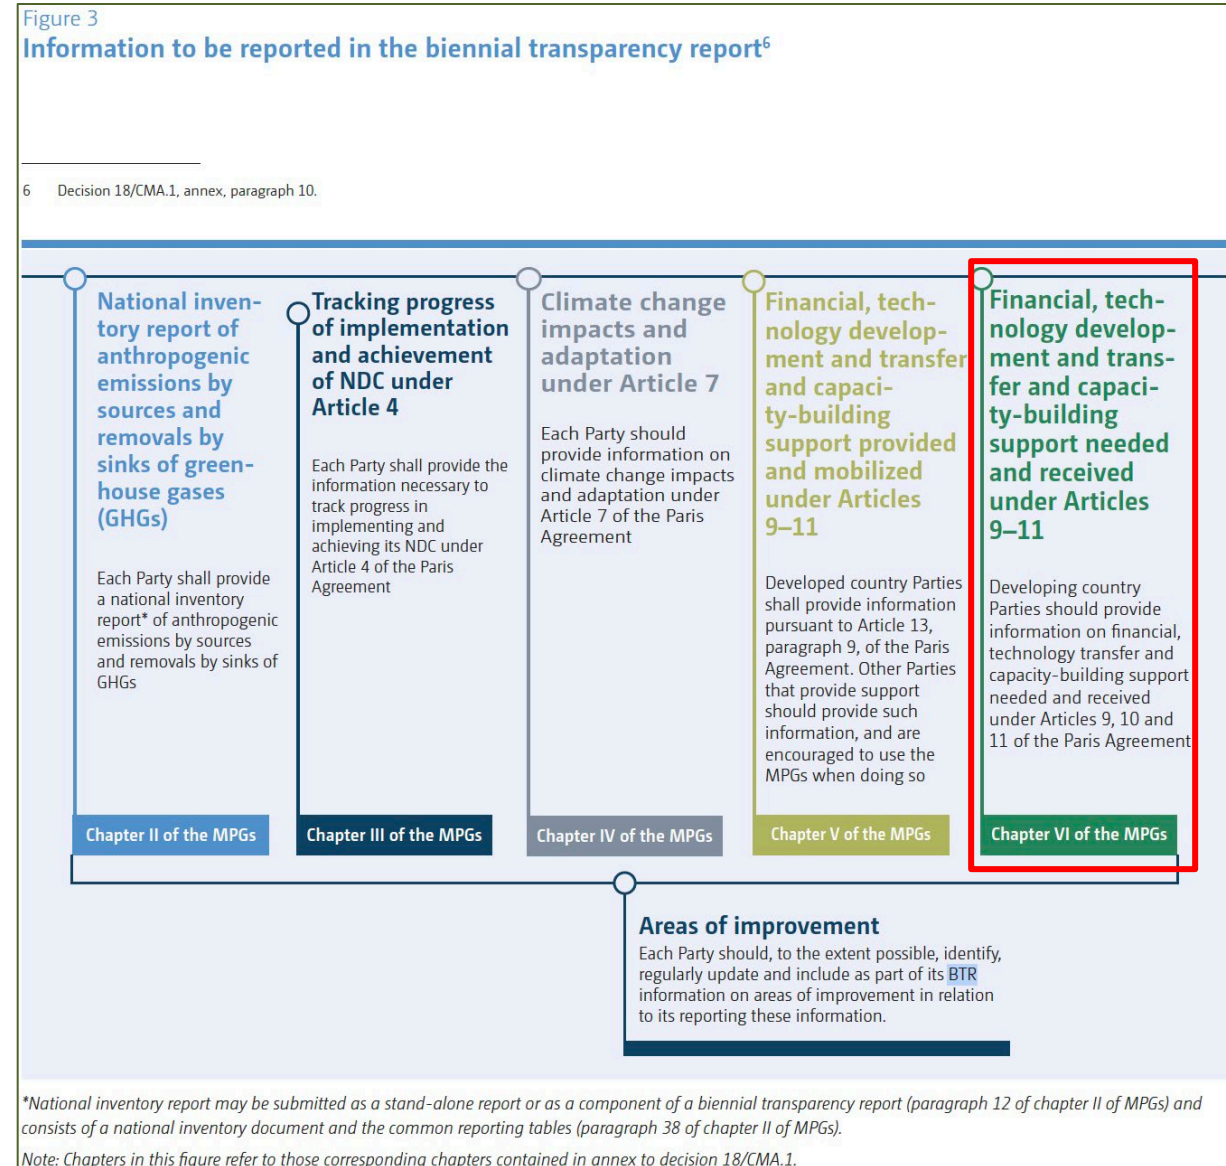 Figure 3
Information to be reported in the biennial transparency report6
6 Decision 18/CMA.1, annex, paragraph 10.
National inven-
tory report of
anthropogenic
emissions by
sources and
removals by
sinks of green-
house gases
(GHGs)
Each Party shall provide
a national inventory
report* of anthropogenic
emissions by sources
and removals by sinks of
GHGs
Chapter II of the MPGs
Tracking progress
of implementation
and achievement
of NDC under
Article 4
Each Party shall provide the
information necessary to
track progress in
implementing and
achieving its NDC under
Article 4 of the Paris
Agreement
Chapter III of the MPGs
Climate change
impacts and
adaptation
under Article 7
Each Party should
provide information on
climate change impacts
and adaptation under
Article 7 of the Paris
Agreement
Chapter IV of the MPGs
Financial, tech-
nology develop-
ment and transfer
and capaci-
ty-building
support provided
and mobilized
under Articles
9–11
Developed country Parties
shall provide information
pursuant to Article 13,
paragraph 9, of the Paris
Agreement. Other Parties
that provide support
should provide such
information, and are
encouraged to use the
MPGs when doing so
Chapter V of the MPGs
Financial, tech-
nology develop-
ment and trans-
fer and capaci-
ty-building
support needed
and received
under Articles
9–11
Developing country
Parties should provide
information on financial,
technology transfer and
capacity-building support
needed and received
under Articles 9, 10 and
11 of the Paris Agreement
Chapter VI of the MPGs
Areas of improvement
Each Party should, to the extent possible, identify,
regularly update and include as part of its BTR
information on areas of improvement in relation
to its reporting these information.
*National inventory report may be submitted as a stand-alone report or as a component of a biennial transparency report (paragraph 12 of chapter II of MPGs) and
consists of a national inventory document and the common reporting tables (paragraph 38 of chapter II of MPGs).
Note: Chapters in this figure refer to those corresponding chapters contained in annex to decision 18/CMA.1.